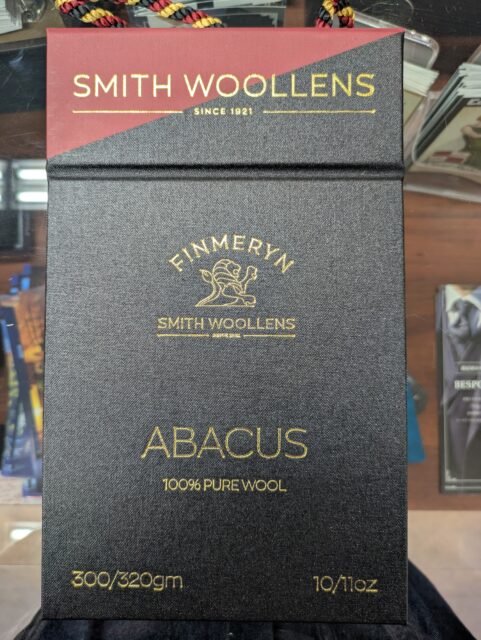 SMITH WOOLLENS
SINCE 1921
FINMERYN
SMITH WOOLLENS
ABACUS
100% PURE WOOL
300/320gm 10/11oz